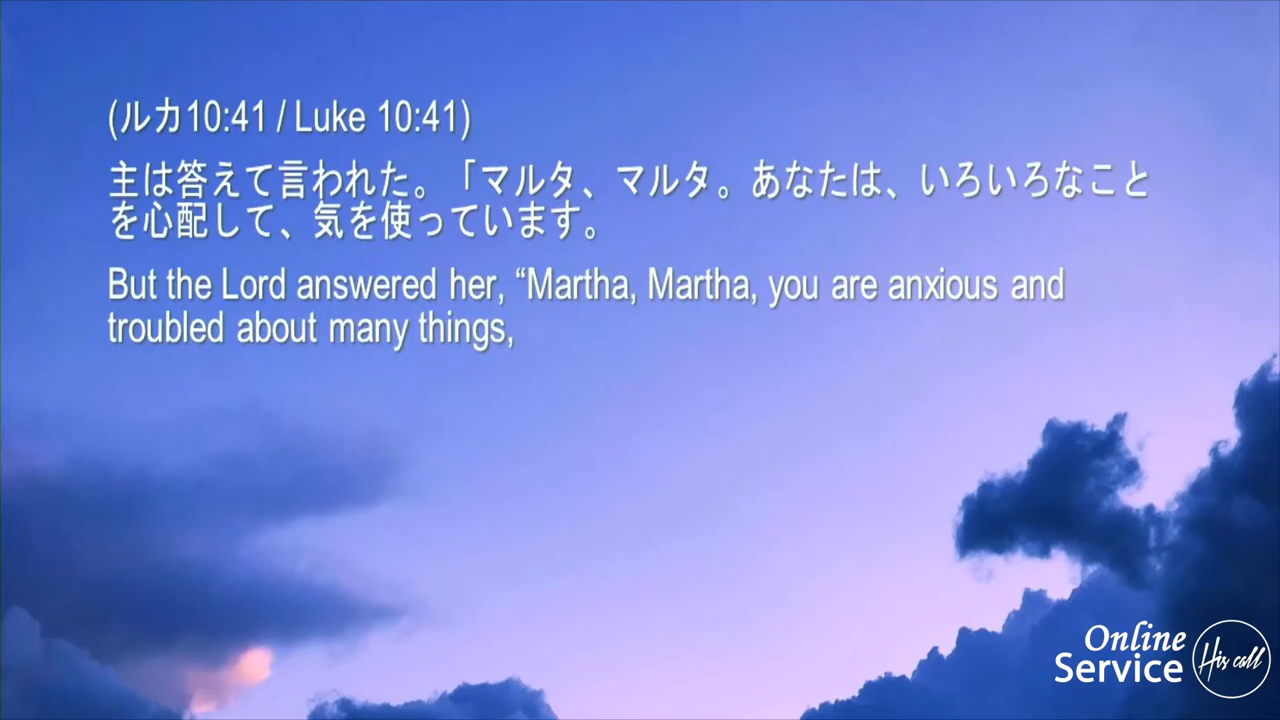 (ルカ10:41 / Luke 10:41)
主は答えて言われた。「マルタ、マルタ。あなたは、いろいろなこと
を心配して、気を使っています。
But the Lord answered her, “Martha, Martha, you are anxious and
troubled about many things,
Online
Service
His call